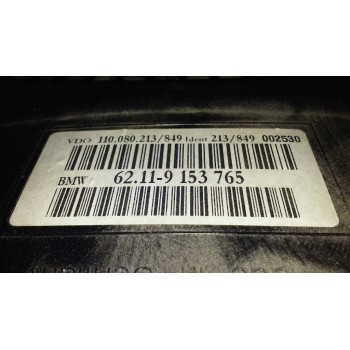 VDO 110.080.213/849 Ident 213/849 002530
BMW 62.11-9 153 765